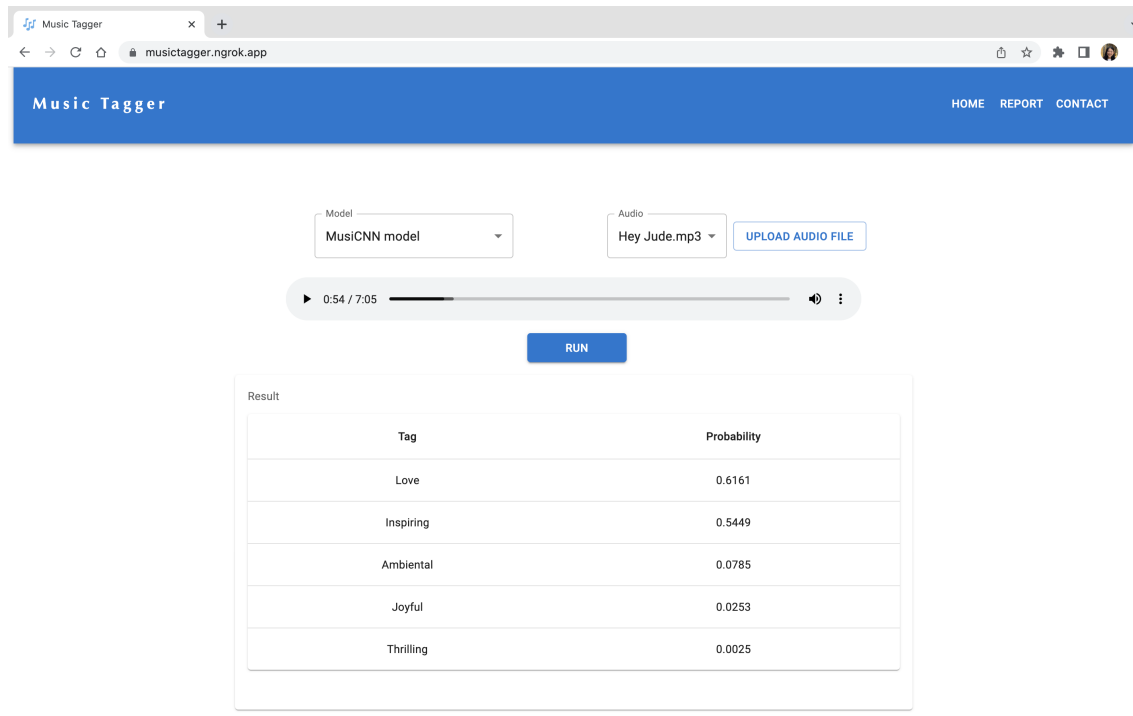 Music Tagger
musictagger.ngrok.app
Music Tagger
HOME REPORT CONTACT
Model
Audio
MusiCNN model
Hey Jude.mp3
UPLOAD AUDIO FILE
0:54 / 7:05
RUN
Result
Tag Probability
Love 0.6161
Inspiring 0.5449
Ambiental 0.0785
Joyful 0.0253
Thrilling 0.0025